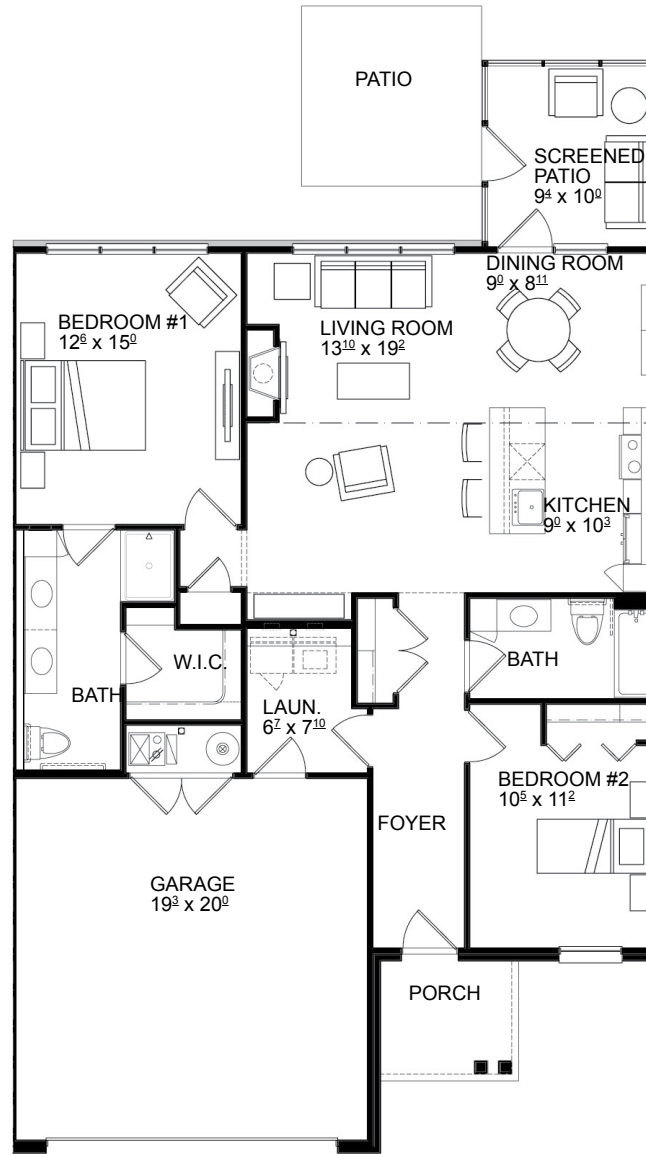 PATIO
SCREENED
PATIO
9⁴ x 10⁰
DINING ROOM
9⁰ x 8¹¹
BEDROOM #1
12⁶ x 15⁰
LIVING ROOM
13¹⁰ x 19²
KITCHEN
9⁰ x 10³
W.I.C.
BATH
BATH
LAUN.
6⁷ x 7¹⁰
BEDROOM #2
10⁵ x 11²
FOYER
GARAGE
19³ x 20⁰
PORCH